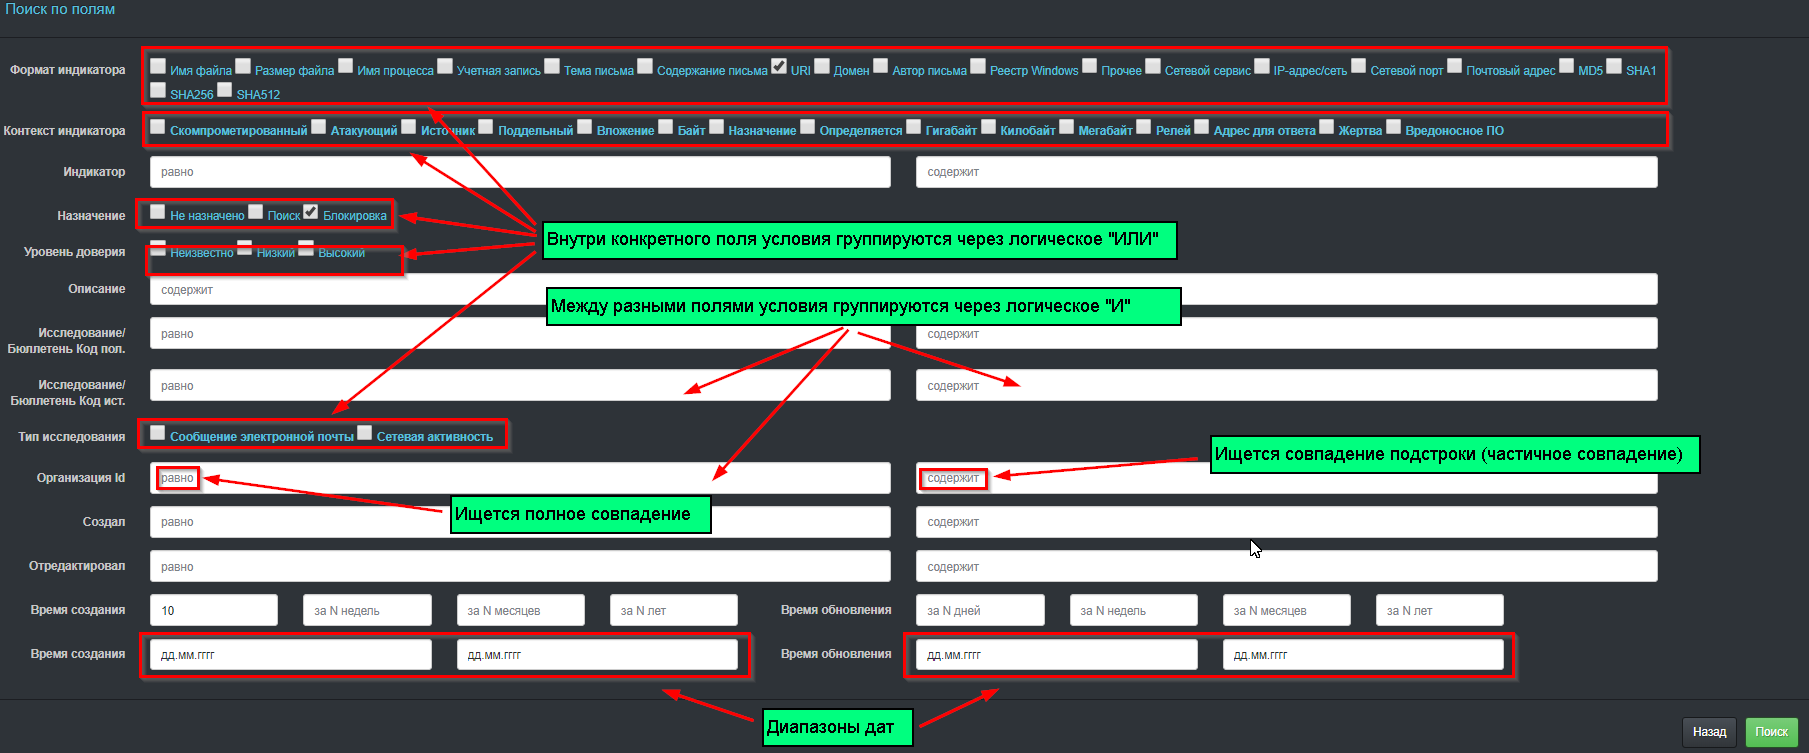 Поиск по полям
Формат индикатора Имя файла Размер файла Имя процесса Учетная запись Тема письма Содержание письма URI Домен Автор письма Реестр Windows Прочее Сетевой сервис IP-адрес/сеть Сетевой порт Почтовый адрес MD5 SHA1
SHA256 SHA512
Контекст индикатора Скомпрометированный Атакующий Источник Поддельный Вложение Байт Назначение Определяется Гигабайт Килобайт Мегабайт Релей Адрес для ответа Жертва Вредоносное ПО
Индикатор равно содержит
Назначение Не назначено Поиск Блокировка
Внутри конкретного поля условия группируются через логическое "ИЛИ"
Уровень доверия Неизвестно Низкий Высокий
Описание содержит
Между разными полями условия группируются через логическое "И"
Исследование/
Бюллетень Код пол. равно содержит
Исследование/
Бюллетень Код ист. равно содержит
Тип исследования Сообщение электронной почты Сетевая активность
Ищется совпадение подстроки (частичное совпадение)
Организация Id равно содержит
Ищется полное совпадение
Создал равно содержит
Отредактировал равно содержит
Время создания 10 за N недель за N месяцев за N лет Время обновления за N дней за N недель за N месяцев за N лет
Время создания дд.мм.гггг дд.мм.гггг Время обновления дд.мм.гггг дд.мм.гггг
Диапазоны дат
Назад Поиск